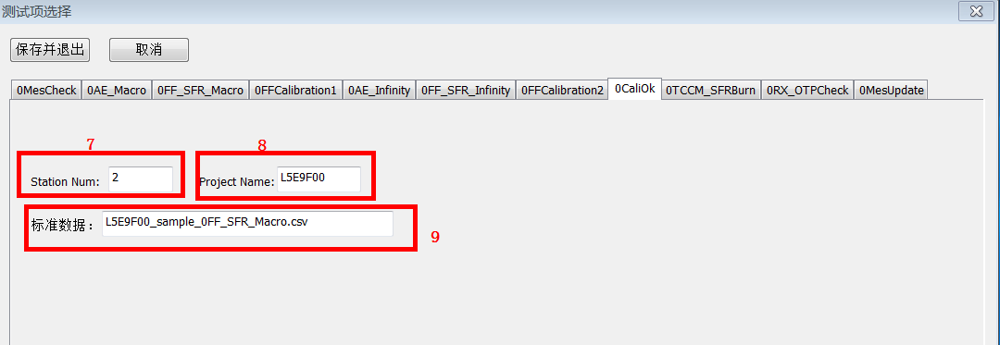 测试项选择
保存并退出 取消
0MesCheck 0AE_Macro 0FF_SFR_Macro 0FFCalibration1 0AE_Infinity 0FF_SFR_Infinity 0FFCalibration2 0CaliOk 0TCCM_SFRBurn 0RX_OTPCheck 0MesUpdate
7 8
Station Num: 2 Project Name: L5E9F00
标准数据： L5E9F00_sample_0FF_SFR_Macro.csv
9